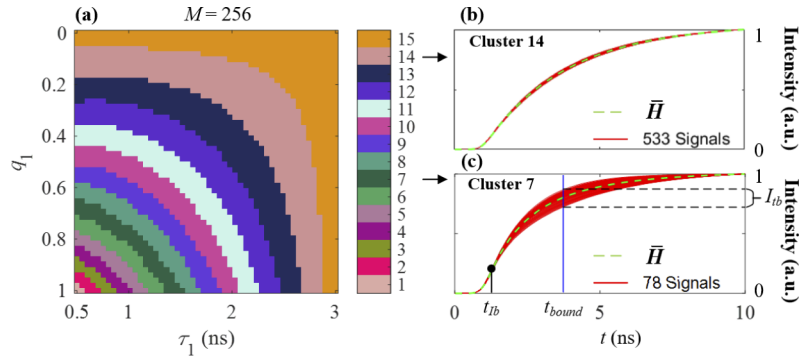 (a) M = 256
0
0.2
0.4
0.6
0.8
1
q1
0.5 1 2 3
τ1 (ns)
15
14
13
12
11
10
9
8
7
6
5
4
3
2
1
(b)
Cluster 14
H̄
533 Signals
1
0
Intensity (a.u.)
(c)
Cluster 7
H̄
78 Signals
1
0
Itb
Intensity (a.u.)
0 5 10
tIb tbound
t (ns)